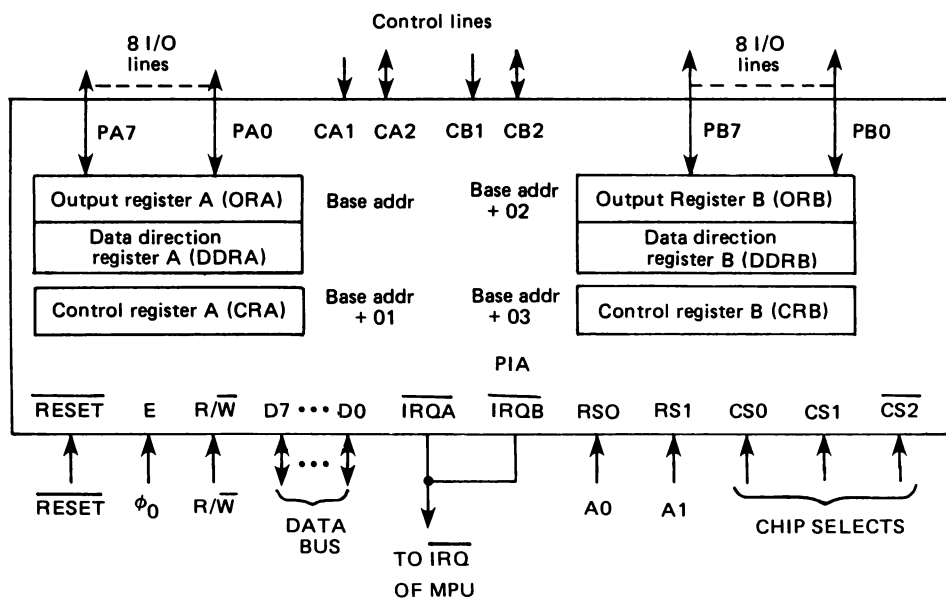 Control lines
8 I/O
lines
8 I/O
lines
PA7
PA0
CA1
CA2
CB1
CB2
PB7
PB0
Output register A (ORA)
Data direction
register A (DDRA)
Control register A (CRA)
Base addr
Base addr
+ 02
Base addr
+ 01
Base addr
+ 03
Output Register B (ORB)
Data direction
register B (DDRB)
Control register B (CRB)
PIA
RESET E R/W D7 ••• D0 IRQA IRQB RSO RS1 CS0 CS1 CS2
RESET ϕ0 R/W ••• A0 A1
DATA
BUS
CHIP SELECTS
TO IRQ
OF MPU